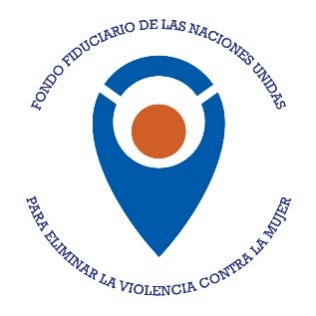 FONDO FIDUCIARIO DE LAS NACIONES UNIDAS
PARA ELIMINAR LA VIOLENCIA CONTRA LA MUJER